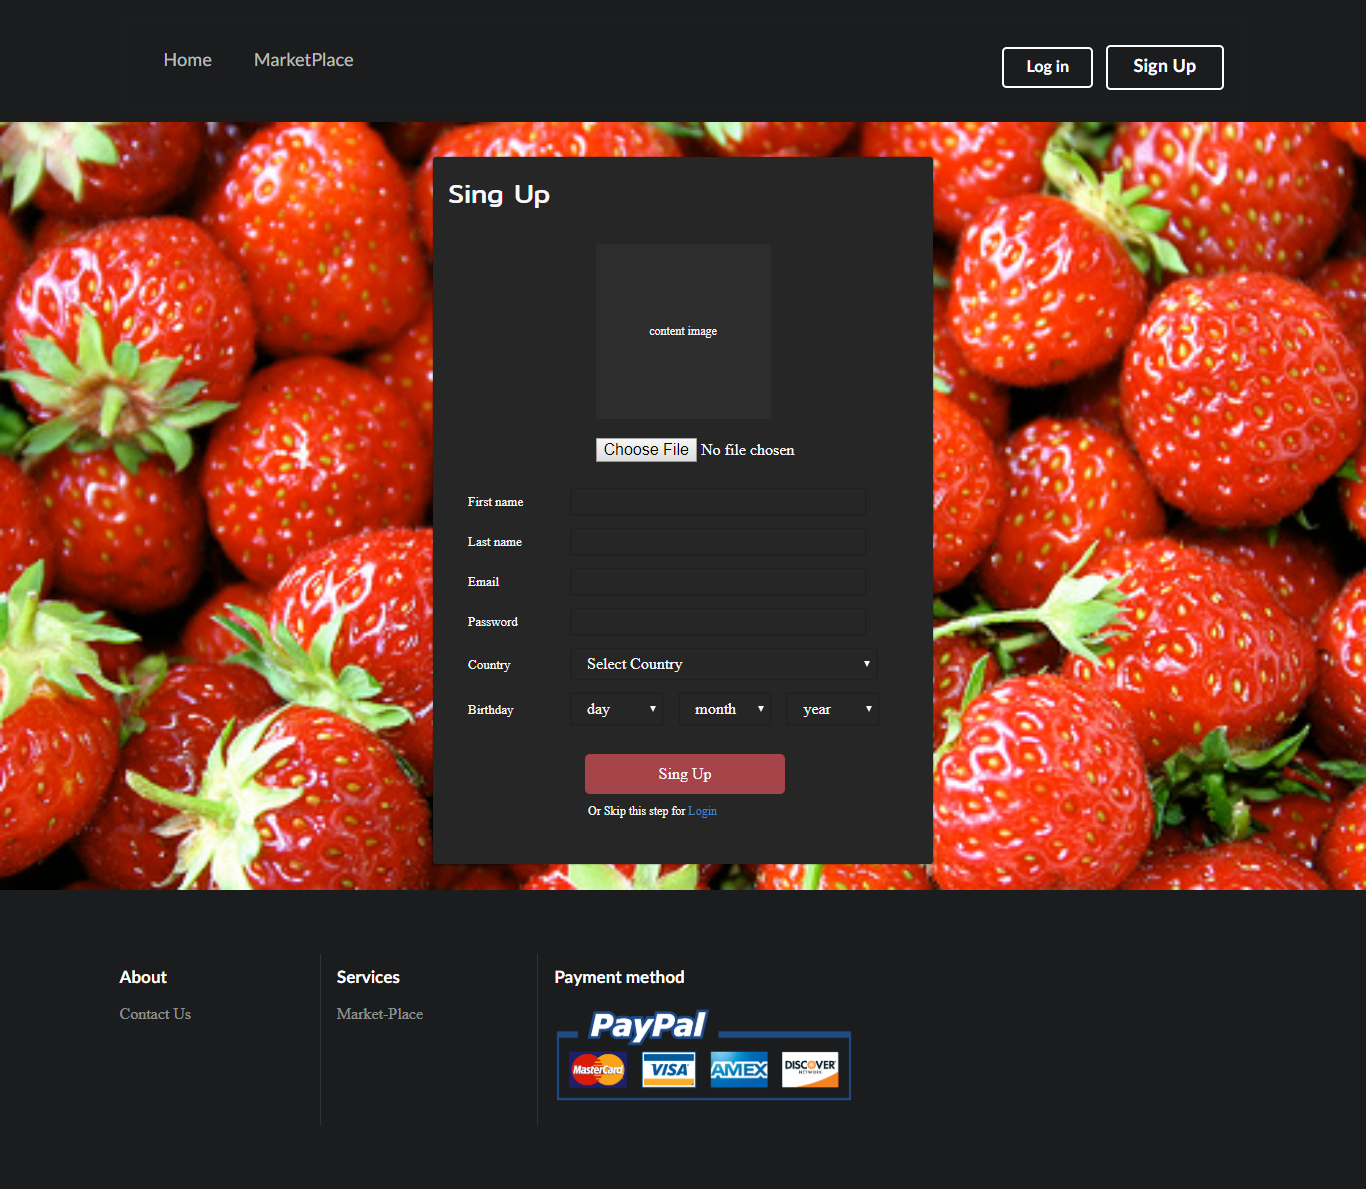 Home MarketPlace Log in Sign Up
Sing Up
content image
Choose File No file chosen
First name
Last name
Email
Password
Country Select Country
Birthday day month year
Sing Up
Or Skip this step for Login
About Services Payment method
Contact Us Market-Place
PayPal
MasterCard VISA AMEX DISCOVER
NETWORK